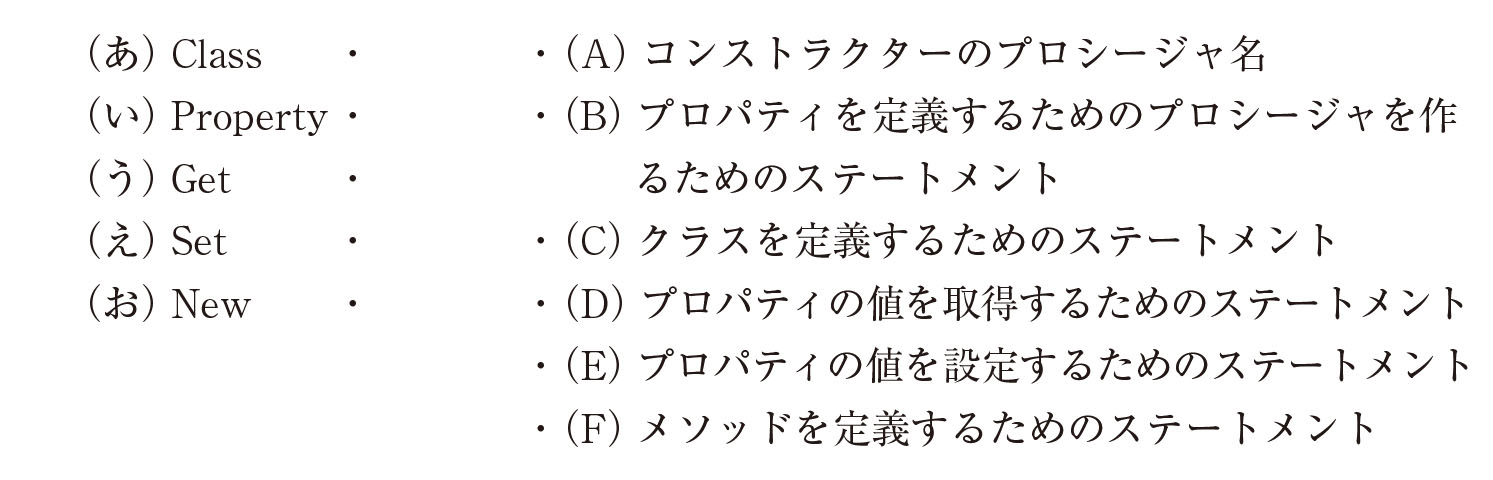 （あ）Class ・ ・（A）コンストラクターのプロシージャ名
（い）Property・ ・（B）プロパティを定義するためのプロシージャを作
（う）Get ・ るためのステートメント
（え）Set ・ ・（C）クラスを定義するためのステートメント
（お）New ・ ・（D）プロパティの値を取得するためのステートメント
・（E）プロパティの値を設定するためのステートメント
・（F）メソッドを定義するためのステートメント